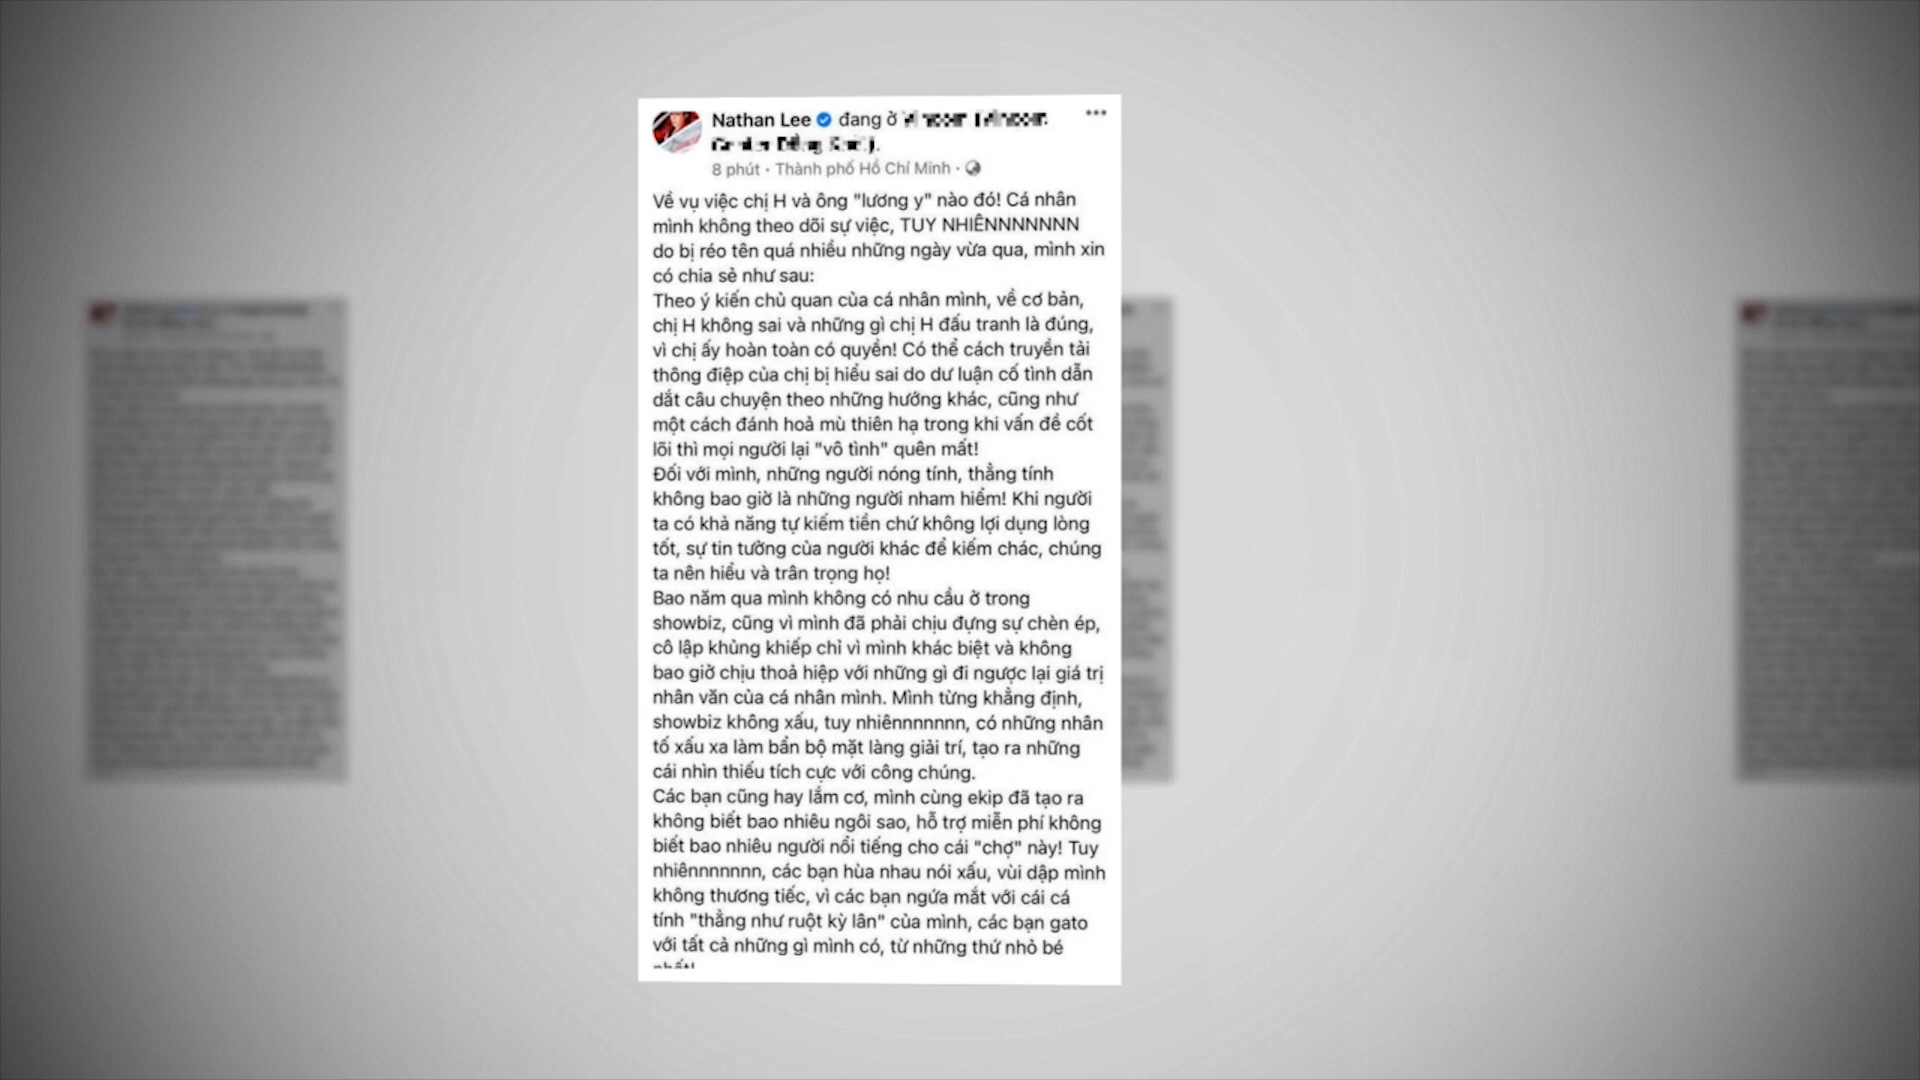 Nathan Lee đang ở
8 phút · Thành phố Hồ Chí Minh ·
Về vụ việc chị H và ông "lương y" nào đó! Cá nhân
mình không theo dõi sự việc, TUY NHIÊNNNNNNN
do bị réo tên quá nhiều những ngày vừa qua, mình xin
có chia sẻ như sau:
Theo ý kiến chủ quan của cá nhân mình, về cơ bản,
chị H không sai và những gì chị H đấu tranh là đúng,
vì chị ấy hoàn toàn có quyền! Có thể cách truyền tải
thông điệp của chị bị hiểu sai do dư luận cố tình dẫn
dắt câu chuyện theo những hướng khác, cũng như
một cách đánh hoả mù thiên hạ trong khi vấn đề cốt
lõi thì mọi người lại "vô tình" quên mất!
Đối với mình, những người nóng tính, thẳng tính
không bao giờ là những người nham hiểm! Khi người
ta có khả năng tự kiếm tiền chứ không lợi dụng lòng
tốt, sự tin tưởng của người khác để kiếm chác, chúng
ta nên hiểu và trân trọng họ!
Bao năm qua mình không có nhu cầu ở trong
showbiz, cũng vì mình đã phải chịu đựng sự chèn ép,
cô lập khủng khiếp chỉ vì mình khác biệt và không
bao giờ chịu thoả hiệp với những gì đi ngược lại giá trị
nhân văn của cá nhân mình. Mình từng khẳng định,
showbiz không xấu, tuy nhiênnnnnnn, có những nhân
tố xấu xa làm bẩn bộ mặt làng giải trí, tạo ra những
cái nhìn thiếu tích cực với công chúng.
Các bạn cũng hay lắm cơ, mình cùng ekip đã tạo ra
không biết bao nhiêu ngôi sao, hỗ trợ miễn phí không
biết bao nhiêu người nổi tiếng cho cái "chợ" này! Tuy
nhiênnnnnnn, các bạn hùa nhau nói xấu, vùi dập mình
không thương tiếc, vì các bạn ngứa mắt với cái cá
tính "thẳng như ruột kỳ lân" của mình, các bạn gato
với tất cả những gì mình có, từ những thứ nhỏ bé